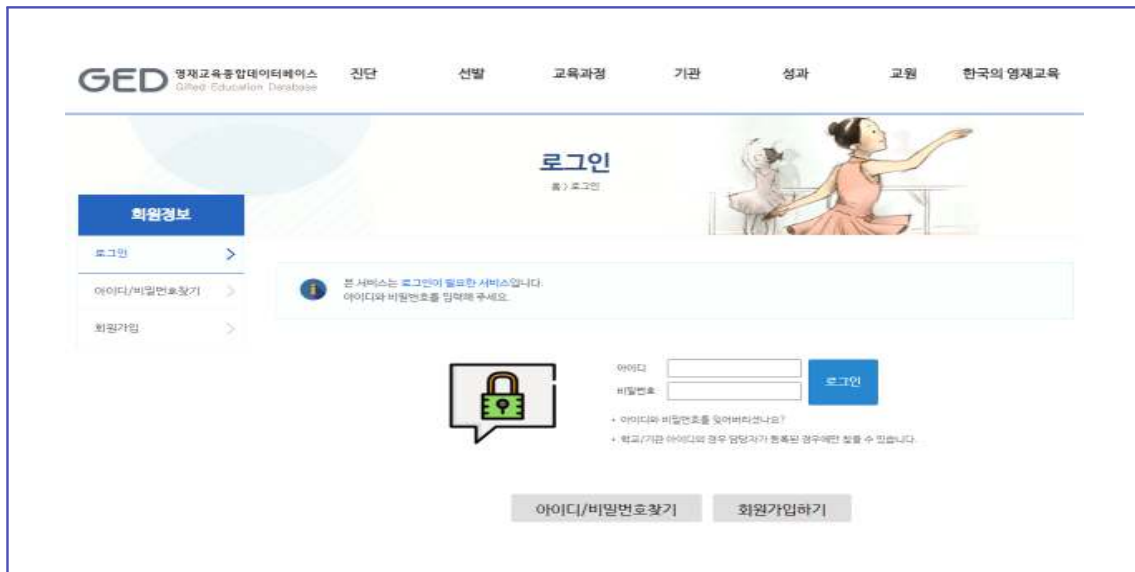 GED 영재교육종합데이터베이스
Gifted Education Database
진단 선발 교육과정 기관 성과 교원 한국의 영재교육
로그인
홈 > 로그인
회원정보
로그인
아이디/비밀번호찾기
회원가입
본 서비스는 로그인이 필요한 서비스입니다.
아이디와 비밀번호를 입력해 주세요.
아이디
비밀번호
로그인
• 아이디와 비밀번호를 잊어버리셨나요?
• 학교/기관 아이디의 경우 담당자가 등록된 경우에만 찾을 수 있습니다.
아이디/비밀번호찾기 회원가입하기